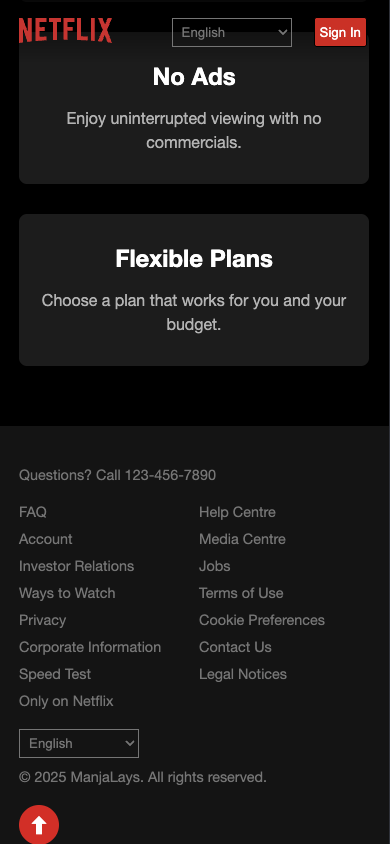 NETFLIX
English
Sign In
No Ads
Enjoy uninterrupted viewing with no
commercials.
Flexible Plans
Choose a plan that works for you and your
budget.
Questions? Call 123-456-7890
FAQ
Help Centre
Account
Media Centre
Investor Relations
Jobs
Ways to Watch
Terms of Use
Privacy
Cookie Preferences
Corporate Information
Contact Us
Speed Test
Legal Notices
Only on Netflix
English
© 2025 ManjaLays. All rights reserved.